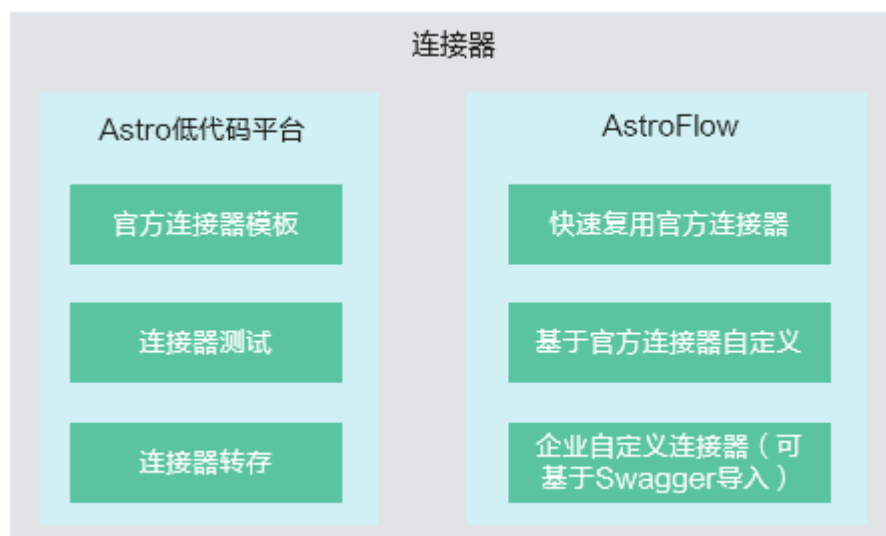 连接器
Astro低代码平台
官方连接器模板
连接器测试
连接器转存
AstroFlow
快速复用官方连接器
基于官方连接器自定义
企业自定义连接器（可
基于Swagger导入）